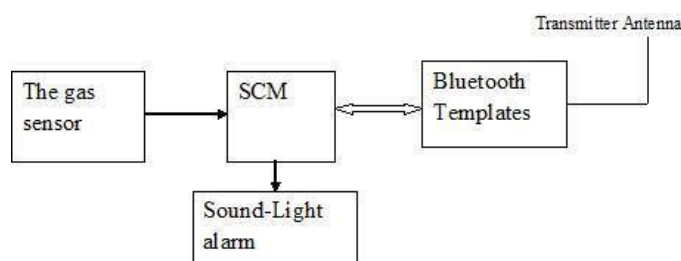 Transmitter Antenna
The gas
sensor
SCM
Bluetooth
Templates
Sound-Light
alarm